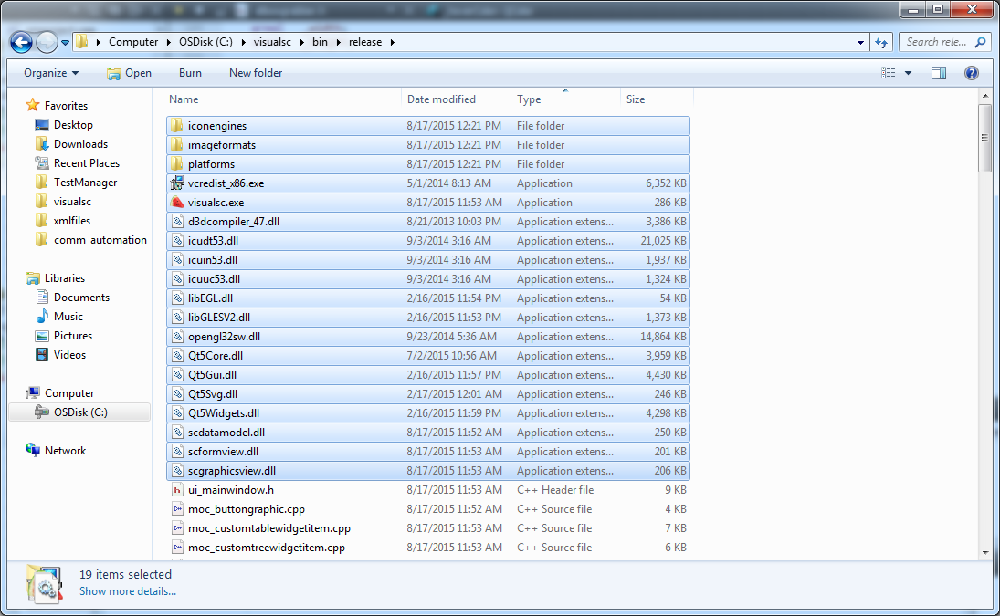 Computer OSDisk (C:) visualsc bin release Search rele...
Organize Open Burn New folder
Favorites
Desktop
Downloads
Recent Places
TestManager
visualsc
xmlfiles
comm_automation
Libraries
Documents
Music
Pictures
Videos
Computer
OSDisk (C:)
Network
Name Date modified Type Size
iconengines 8/17/2015 12:21 PM File folder
imageformats 8/17/2015 12:21 PM File folder
platforms 8/17/2015 12:21 PM File folder
vcredist_x86.exe 5/1/2014 8:13 AM Application 6,352 KB
visualsc.exe 8/17/2015 11:53 AM Application 286 KB
d3dcompiler_47.dll 8/21/2013 10:03 PM Application extens... 3,386 KB
icudt53.dll 9/3/2014 3:16 AM Application extens... 21,025 KB
icuin53.dll 9/3/2014 3:16 AM Application extens... 1,937 KB
icuuc53.dll 9/3/2014 3:16 AM Application extens... 1,324 KB
libEGL.dll 2/16/2015 11:54 PM Application extens... 54 KB
libGLESV2.dll 2/16/2015 11:53 PM Application extens... 1,373 KB
opengl32sw.dll 9/23/2014 5:36 AM Application extens... 14,864 KB
Qt5Core.dll 7/2/2015 10:56 AM Application extens... 3,959 KB
Qt5Gui.dll 2/16/2015 11:57 PM Application extens... 4,430 KB
Qt5Svg.dll 2/17/2015 12:01 AM Application extens... 246 KB
Qt5Widgets.dll 2/16/2015 11:59 PM Application extens... 4,298 KB
scdatamodel.dll 8/17/2015 11:52 AM Application extens... 250 KB
scformview.dll 8/17/2015 11:53 AM Application extens... 201 KB
scgraphicsview.dll 8/17/2015 11:53 AM Application extens... 206 KB
ui_mainwindow.h 8/17/2015 11:53 AM C++ Header file 9 KB
moc_buttongraphic.cpp 8/17/2015 11:52 AM C++ Source file 4 KB
moc_customtablewidgetitem.cpp 8/17/2015 11:53 AM C++ Source file 7 KB
moc_customtreewidgetitem.cpp 8/17/2015 11:53 AM C++ Source file 6 KB
19 items selected
Show more details...